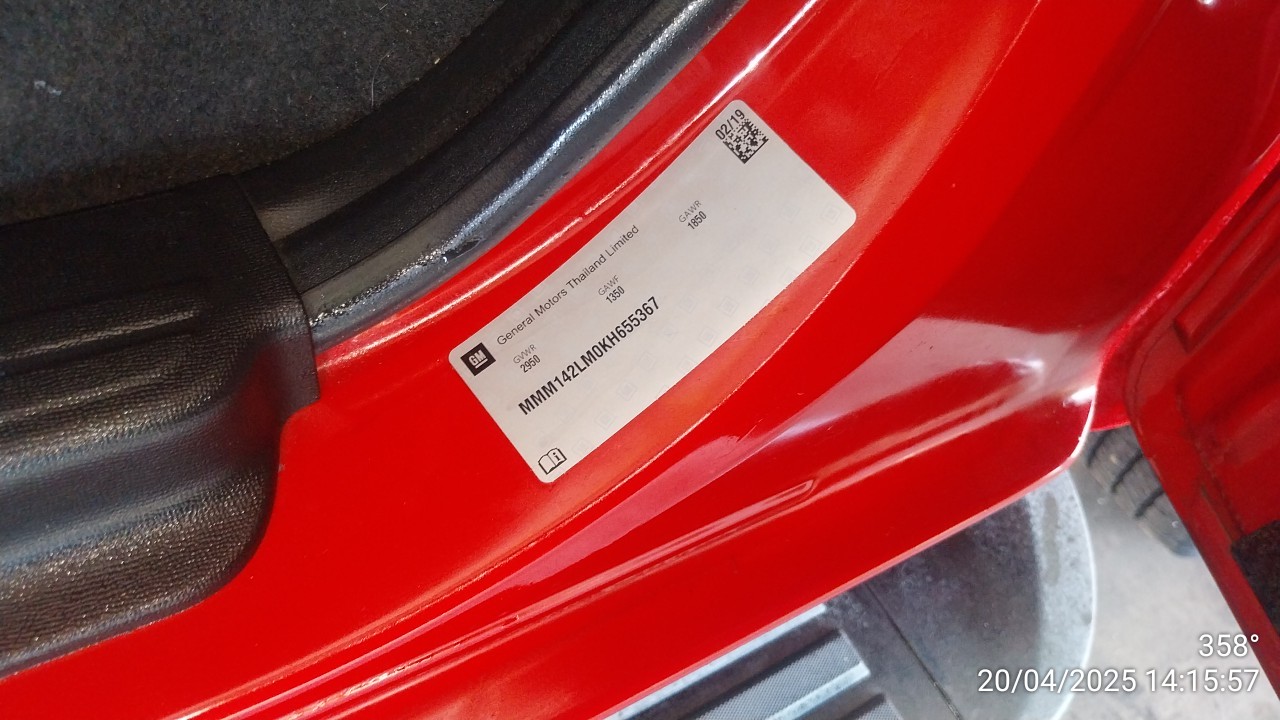 02/19
GM General Motors Thailand Limited
GVWR GAWF GAWR
2950 1350 1850
MMM142LM0KH655367
358°
20/04/2025 14:15:57